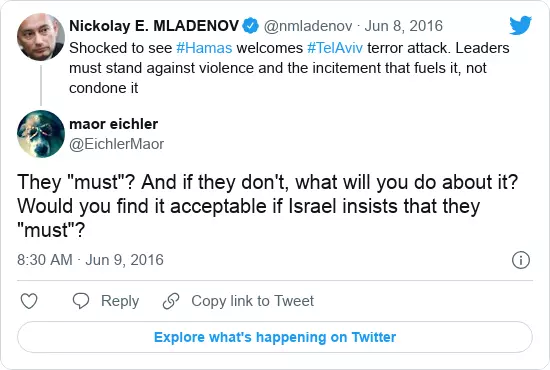 Nickolay E. MLADENOV @nmladenov · Jun 8, 2016
Shocked to see #Hamas welcomes #TelAviv terror attack. Leaders
must stand against violence and the incitement that fuels it, not
condone it
maor eichler
@EichlerMaor
They "must"? And if they don't, what will you do about it?
Would you find it acceptable if Israel insists that they
"must"?
8:30 AM · Jun 9, 2016
Reply Copy link to Tweet
Explore what's happening on Twitter